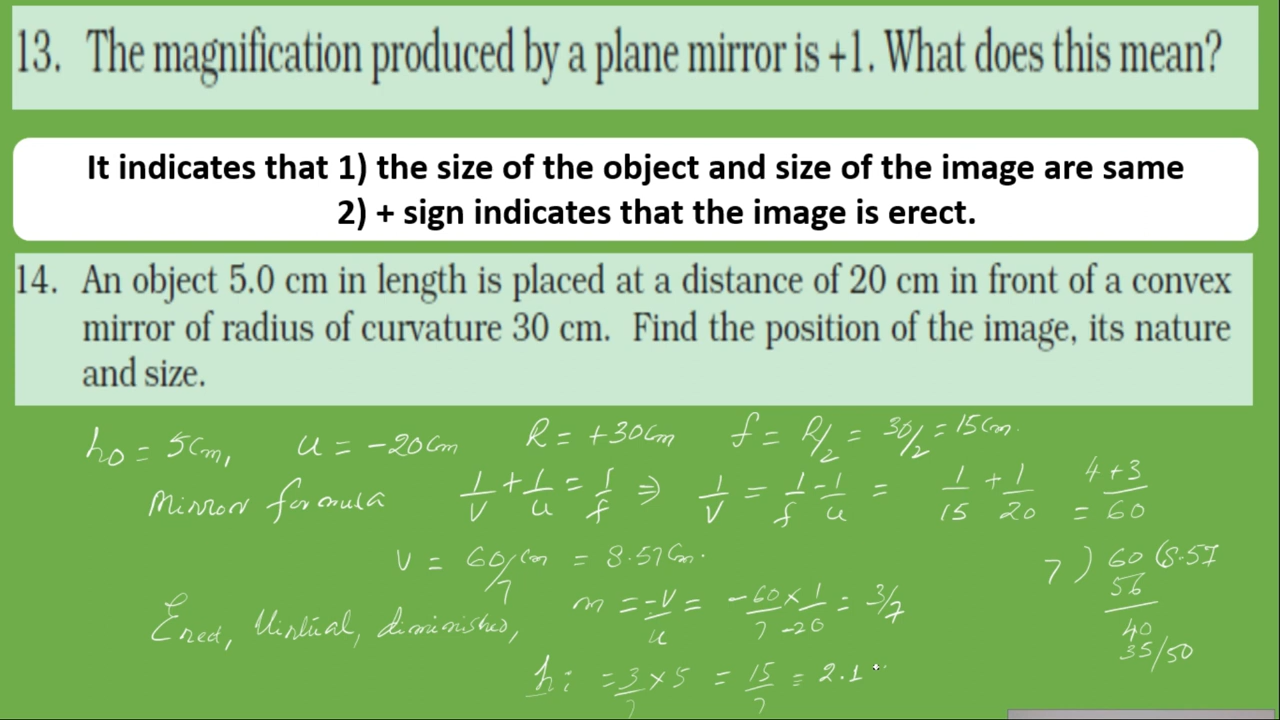 13. The magnification produced by a plane mirror is +1. What does this mean?
It indicates that 1) the size of the object and size of the image are same
2) + sign indicates that the image is erect.
14. An object 5.0 cm in length is placed at a distance of 20 cm in front of a convex
mirror of radius of curvature 30 cm. Find the position of the image, its nature
and size.
hO = 5cm, u = -20cm R = +30cm f = R/2 = 30/2 = 15cm.
Mirror formula 1/v + 1/u = 1/f ⇒ 1/v = 1/f - 1/u = 1/15 + 1/20 = 4+3/60
v = 60/7 cm = 8.57cm. 7 ) 60 (8.57
56
Erect, Virtual, diminished, m = -v/u = -60/7 × 1/-20 = 3/7
40
35/50
hi = 3/7 × 5 = 15/7 = 2.1